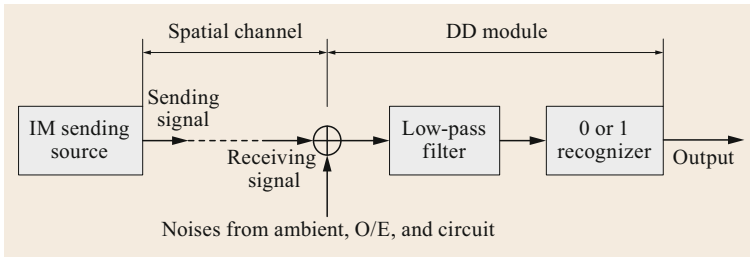 Spatial channel
DD module
IM sending
source
Sending
signal
Receiving
signal
Low-pass
filter
0 or 1
recognizer
Output
Noises from ambient, O/E, and circuit